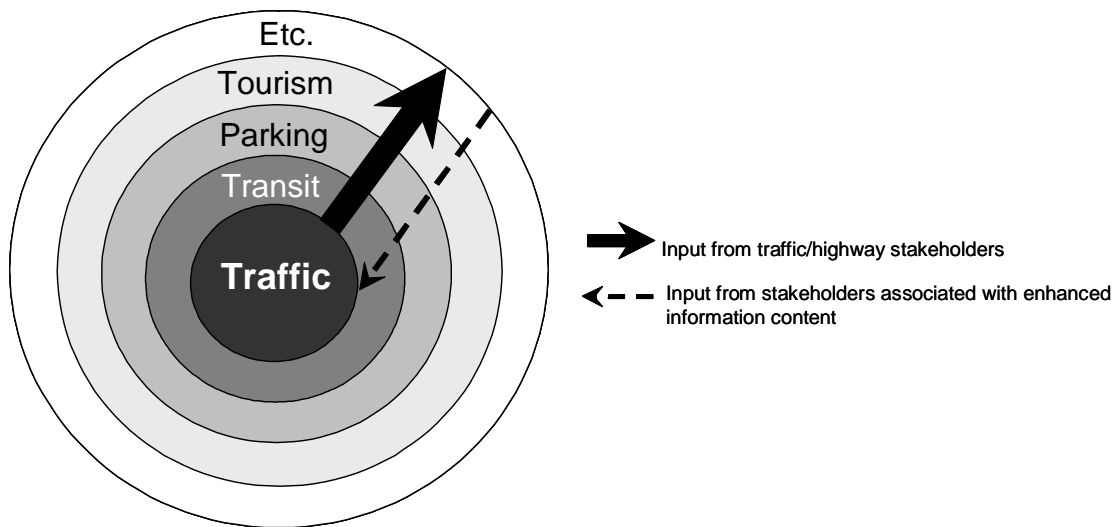 Etc.
Tourism
Parking
Transit
Traffic
Input from traffic/highway stakeholders
Input from stakeholders associated with enhanced
information content